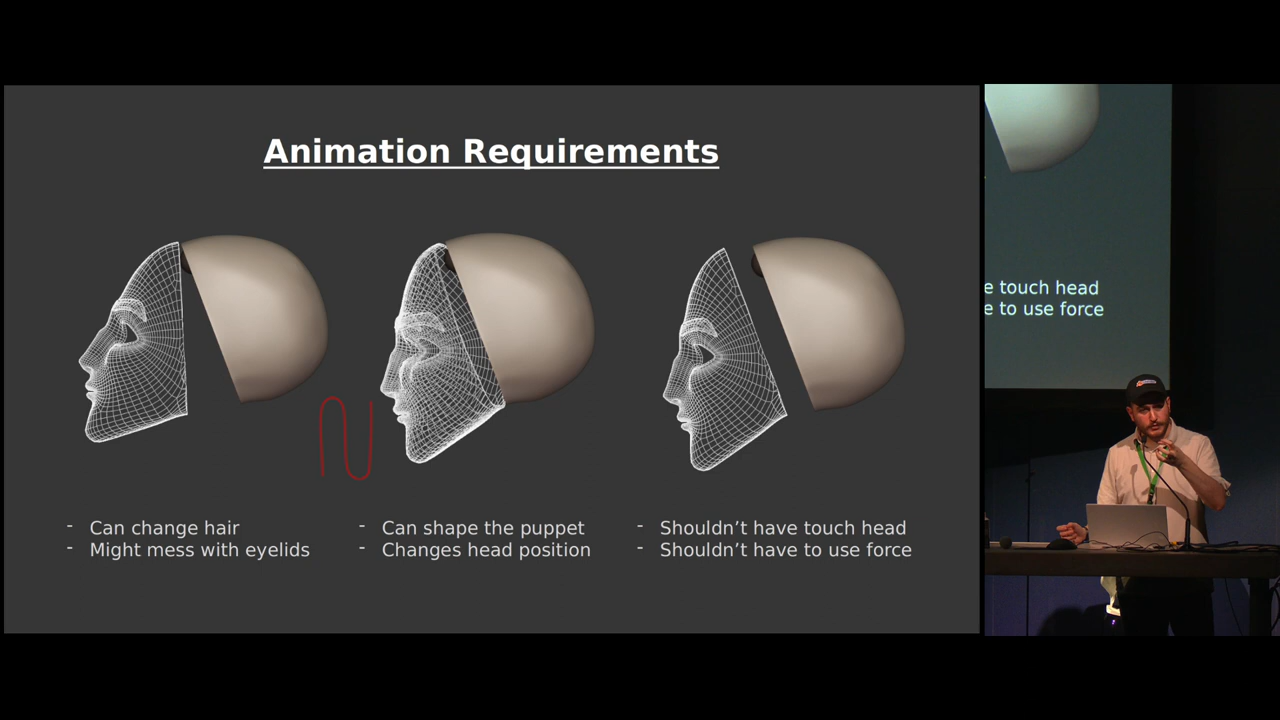 Animation Requirements
- Can change hair
- Might mess with eyelids
- Can shape the puppet
- Changes head position
- Shouldn’t have touch head
- Shouldn’t have to use force
e touch head
e to use force